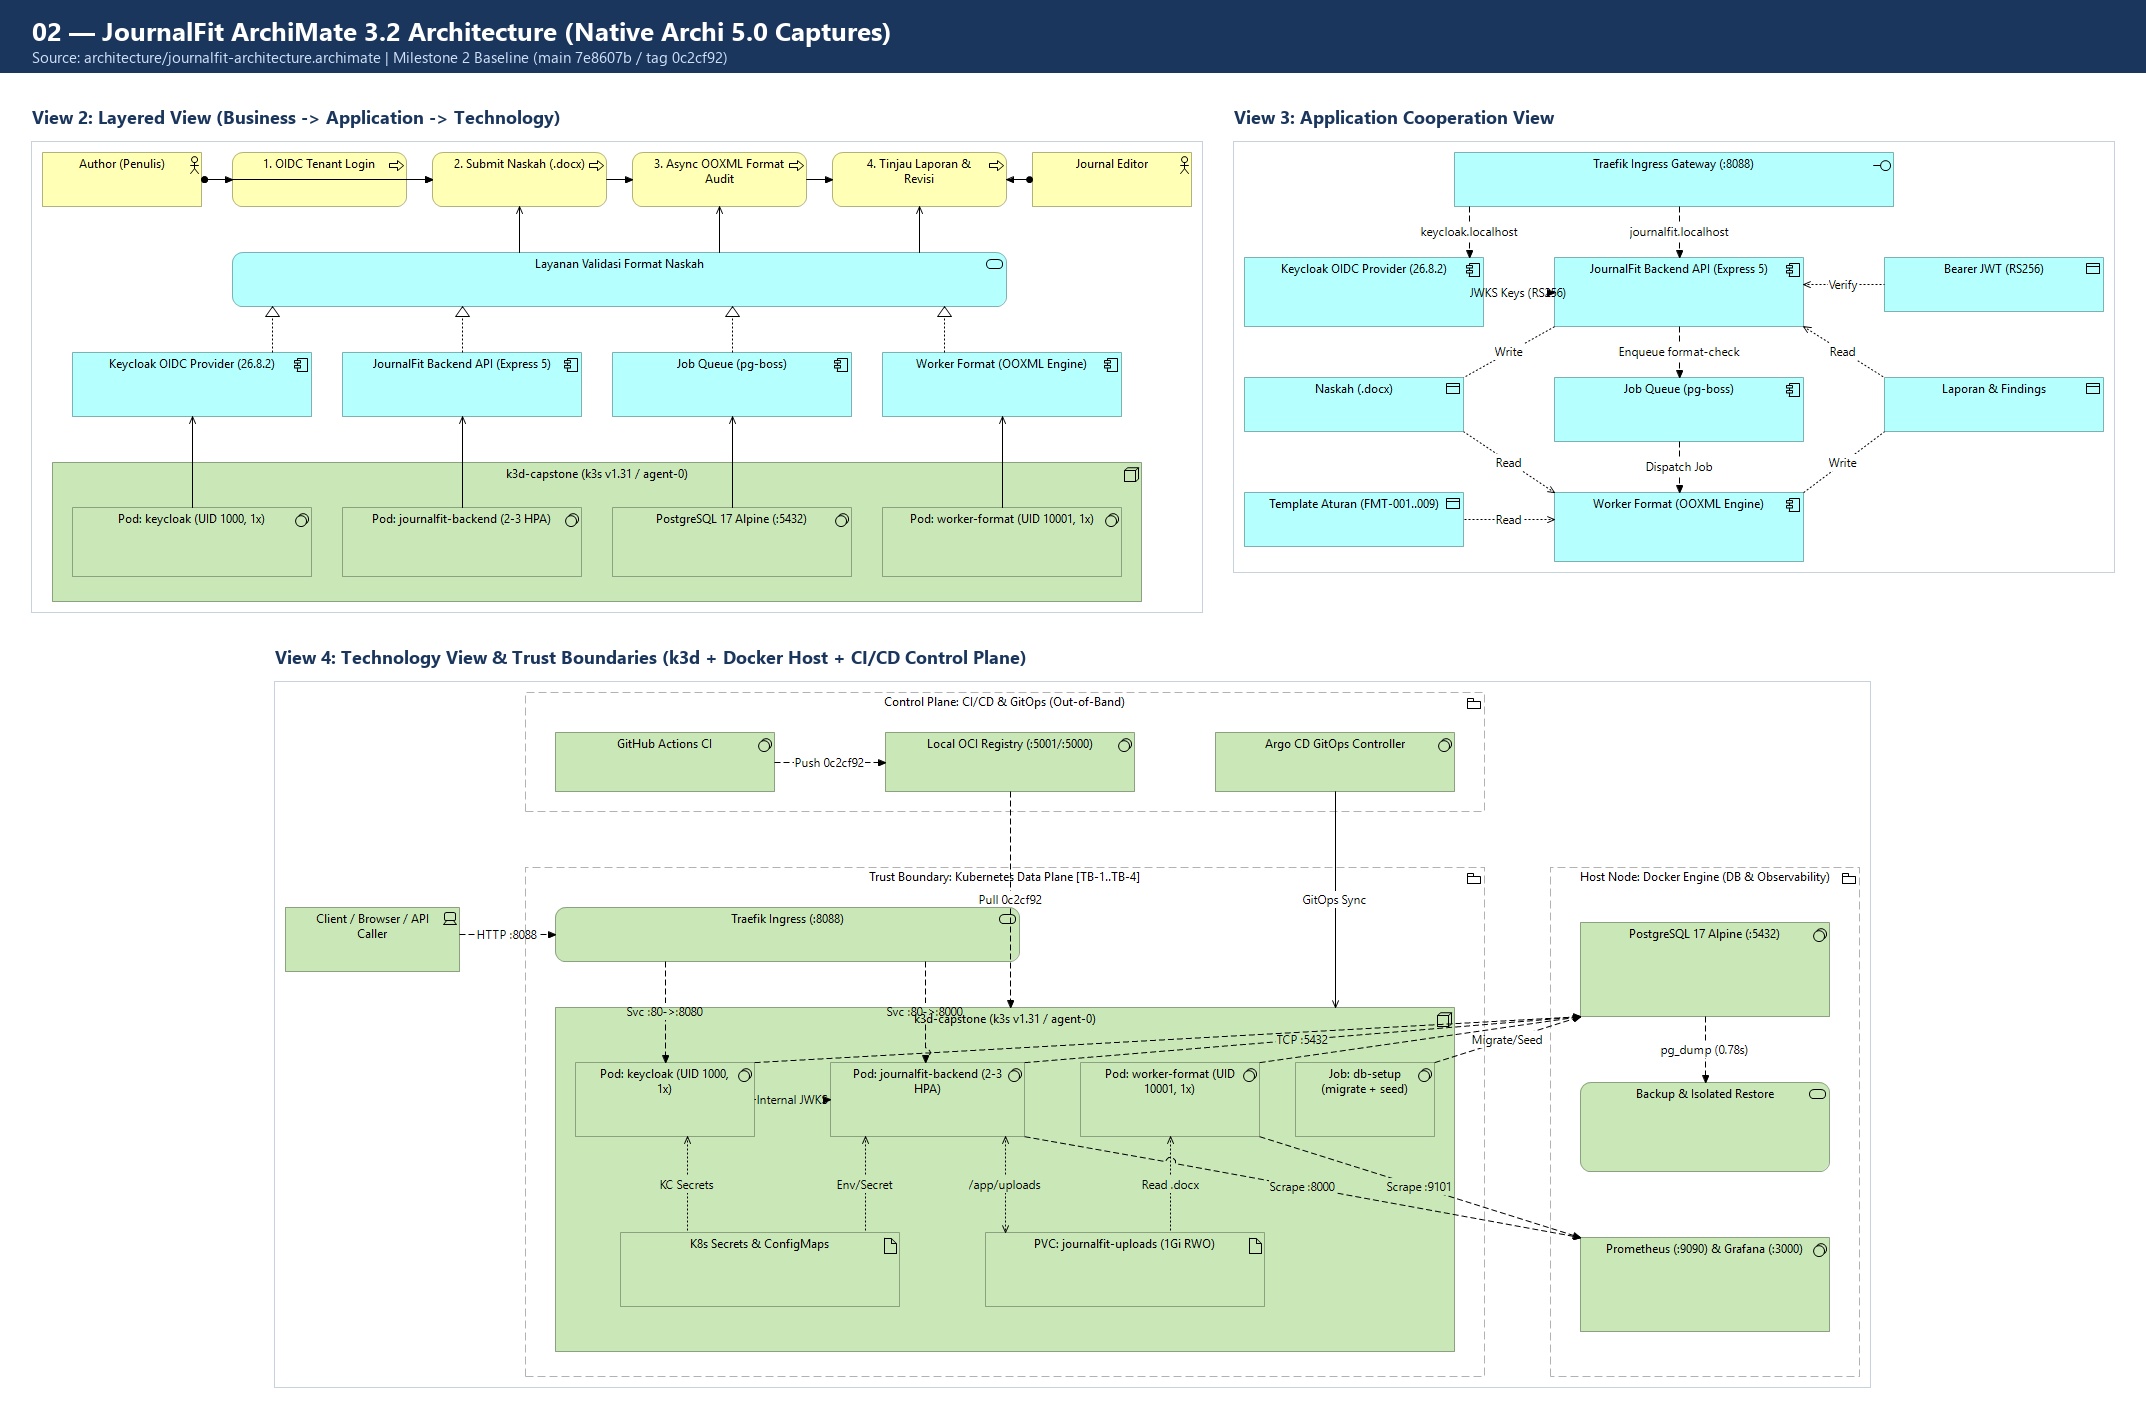 02 — JournalFit ArchiMate 3.2 Architecture (Native Archi 5.0 Captures)
Source: architecture/journalfit-architecture.archimate | Milestone 2 Baseline (main 7e8607b / tag 0c2cf92)
View 2: Layered View (Business -> Application -> Technology)
Author (Penulis)
1. OIDC Tenant Login
2. Submit Naskah (.docx)
3. Async OOXML Format
Audit
4. Tinjau Laporan &
Revisi
Journal Editor
Layanan Validasi Format Naskah
Keycloak OIDC Provider (26.8.2)
JournalFit Backend API (Express 5)
Job Queue (pg-boss)
Worker Format (OOXML Engine)
k3d-capstone (k3s v1.31 / agent-0)
Pod: keycloak (UID 1000, 1x)
Pod: journalfit-backend (2-3 HPA)
PostgreSQL 17 Alpine (:5432)
Pod: worker-format (UID 10001, 1x)
View 3: Application Cooperation View
Traefik Ingress Gateway (:8088)
keycloak.localhost
journalfit.localhost
Keycloak OIDC Provider (26.8.2)
JWKS Keys (RS256)
JournalFit Backend API (Express 5)
Verify
Bearer JWT (RS256)
Write
Enqueue format-check
Read
Naskah (.docx)
Job Queue (pg-boss)
Laporan & Findings
Read
Dispatch Job
Write
Template Aturan (FMT-001..009)
Read
Worker Format (OOXML Engine)
View 4: Technology View & Trust Boundaries (k3d + Docker Host + CI/CD Control Plane)
Control Plane: CI/CD & GitOps (Out-of-Band)
GitHub Actions CI
Push 0c2cf92
Local OCI Registry (:5001/:5000)
Argo CD GitOps Controller
Trust Boundary: Kubernetes Data Plane [TB-1..TB-4]
Pull 0c2cf92
GitOps Sync
Host Node: Docker Engine (DB & Observability)
Client / Browser / API
Caller
HTTP :8088
Traefik Ingress (:8088)
PostgreSQL 17 Alpine (:5432)
Svc :80->:8080
Svc :80->:8000
k3d-capstone (k3s v1.31 / agent-0)
TCP :5432
Migrate/Seed
pg_dump (0.78s)
Pod: keycloak (UID 1000,
1x)
Internal JWKS
Pod: journalfit-backend (2-3
HPA)
Pod: worker-format (UID
10001, 1x)
Job: db-setup
(migrate + seed)
Backup & Isolated Restore
KC Secrets
Env/Secret
/app/uploads
Read .docx
Scrape :8000
Scrape :9101
K8s Secrets & ConfigMaps
PVC: journalfit-uploads (1Gi RWO)
Prometheus (:9090) & Grafana (:3000)